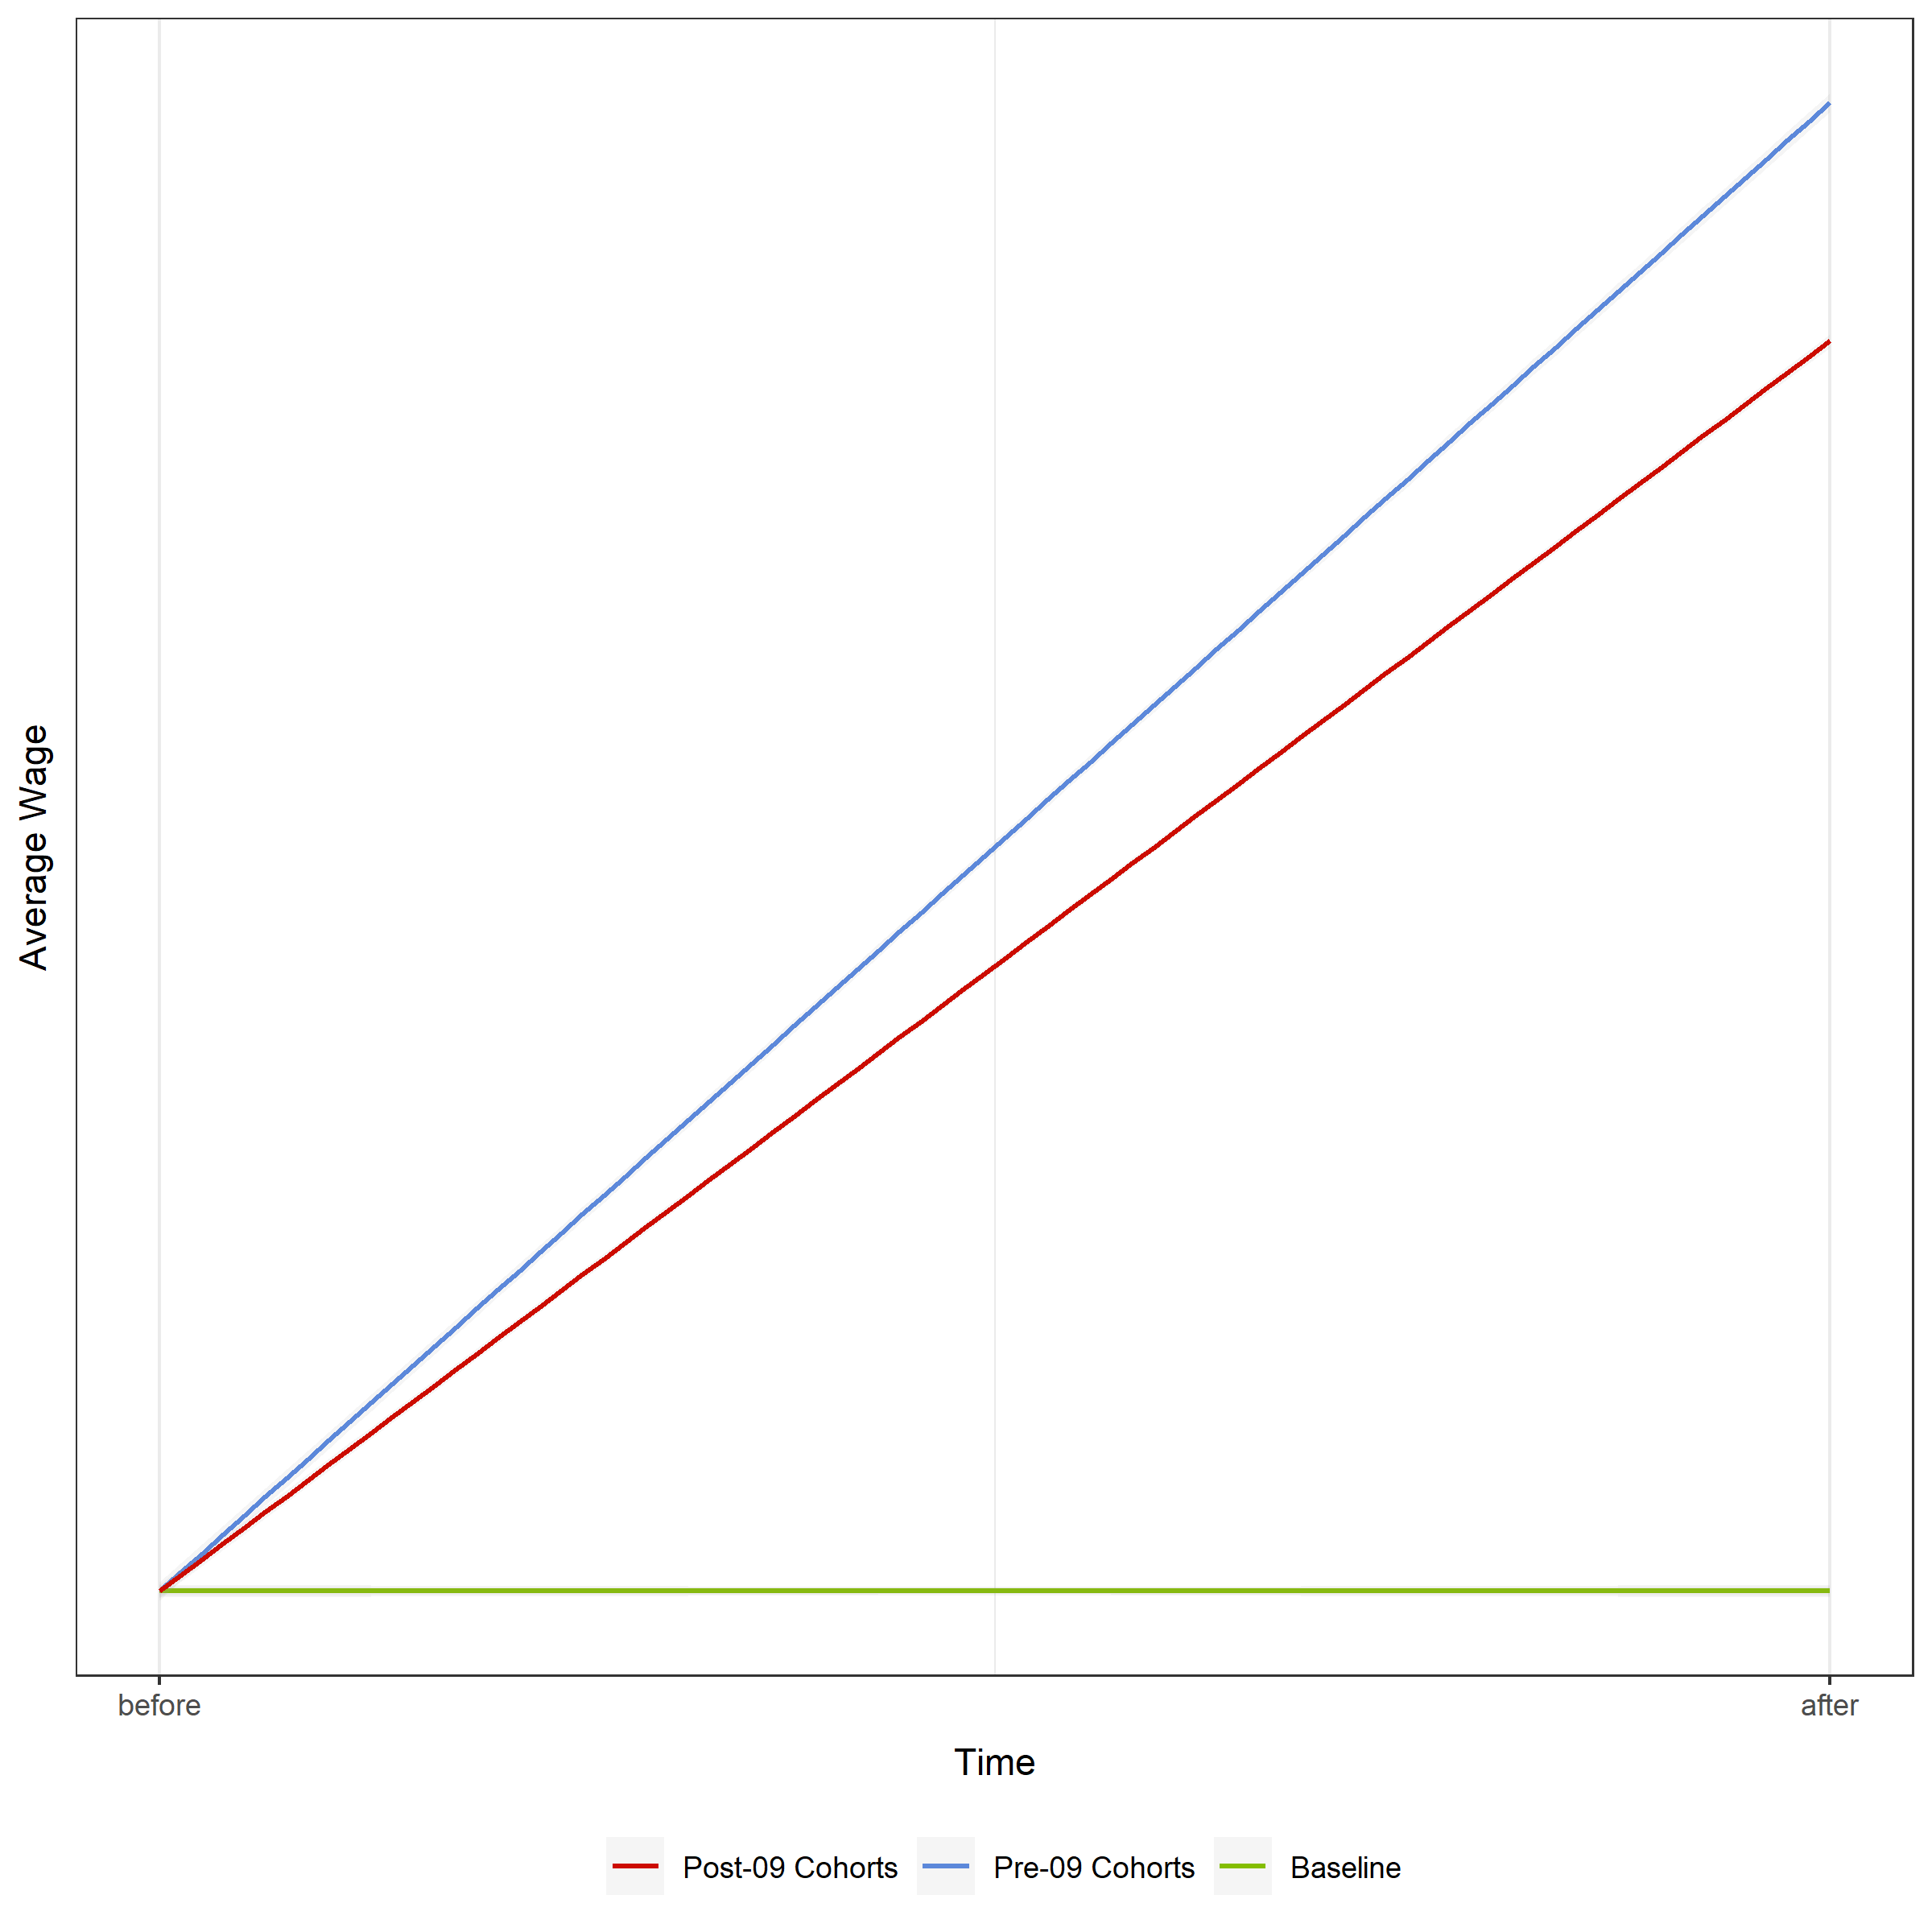 Average Wage
before
after
Time
Post-09 Cohorts
Pre-09 Cohorts
Baseline